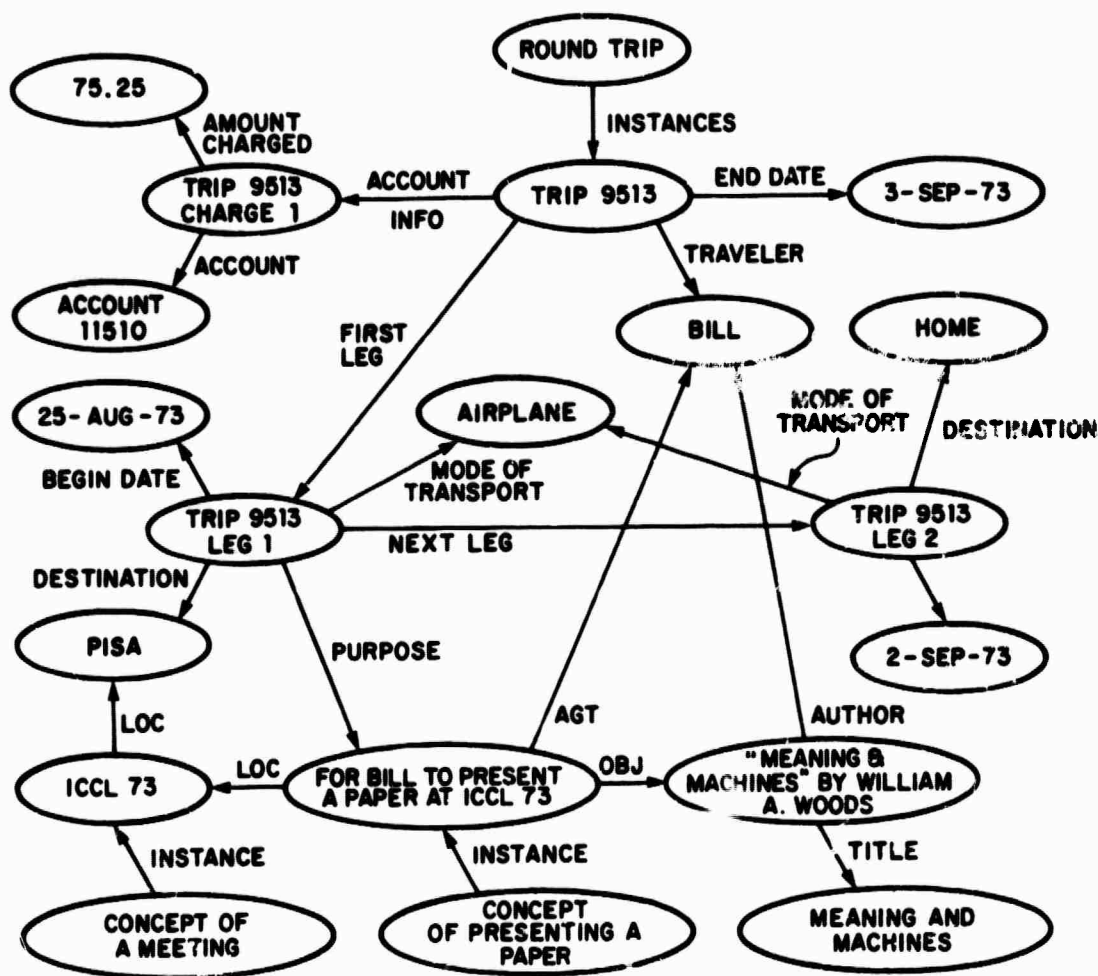 ROUND TRIP
75.25
AMOUNT
CHARGED
INSTANCES
TRIP 9513
CHARGE 1
ACCOUNT
INFO
TRIP 9513
END DATE
3-SEP-73
ACCOUNT
TRAVELER
ACCOUNT
11510
FIRST
LEG
BILL
HOME
25-AUG-73
AIRPLANE
MODE OF
TRANSPORT
DESTINATION
BEGIN DATE
MODE OF
TRANSPORT
TRIP 9513
LEG 1
NEXT LEG
TRIP 9513
LEG 2
DESTINATION
PISA
PURPOSE
2-SEP-73
LOC
AGT
AUTHOR
ICCL 73
LOC
FOR BILL TO PRESENT
A PAPER AT ICCL 73
OBJ
"MEANING &
MACHINES" BY WILLIAM
A. WOODS
INSTANCE
INSTANCE
TITLE
CONCEPT OF
A MEETING
CONCEPT
OF PRESENTING A
PAPER
MEANING AND
MACHINES